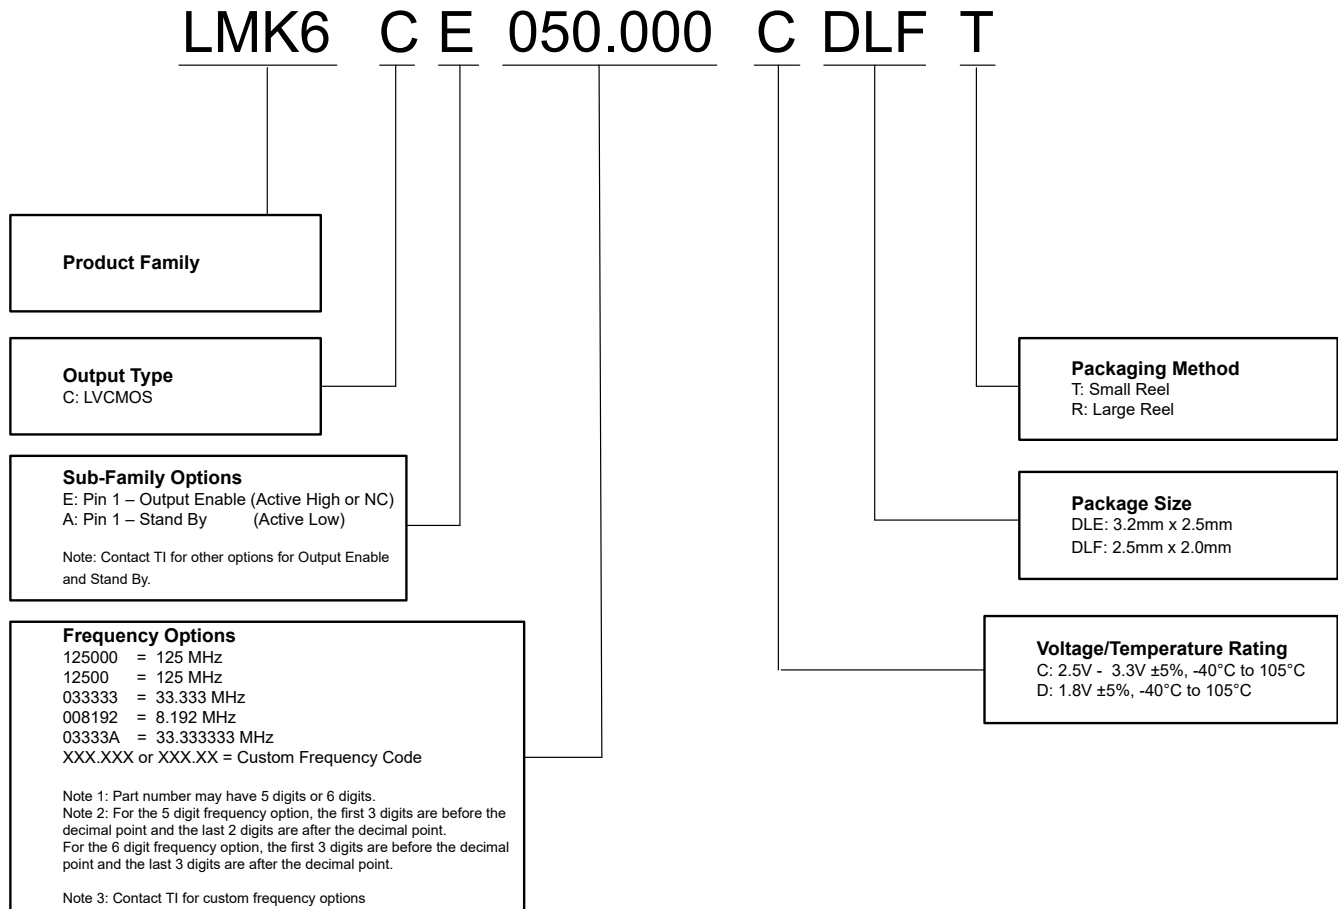 LMK6 C E 050.000 C DLF T
Product Family
Output Type
C: LVCMOS
Sub-Family Options
E: Pin 1 – Output Enable (Active High or NC)
A: Pin 1 – Stand By (Active Low)
Note: Contact TI for other options for Output Enable
and Stand By.
Frequency Options
125000 = 125 MHz
12500 = 125 MHz
033333 = 33.333 MHz
008192 = 8.192 MHz
03333A = 33.333333 MHz
XXX.XXX or XXX.XX = Custom Frequency Code
Note 1: Part number may have 5 digits or 6 digits.
Note 2: For the 5 digit frequency option, the first 3 digits are before the
decimal point and the last 2 digits are after the decimal point.
For the 6 digit frequency option, the first 3 digits are before the decimal
point and the last 3 digits are after the decimal point.
Note 3: Contact TI for custom frequency options
Packaging Method
T: Small Reel
R: Large Reel
Package Size
DLE: 3.2mm x 2.5mm
DLF: 2.5mm x 2.0mm
Voltage/Temperature Rating
C: 2.5V - 3.3V ±5%, -40°C to 105°C
D: 1.8V ±5%, -40°C to 105°C